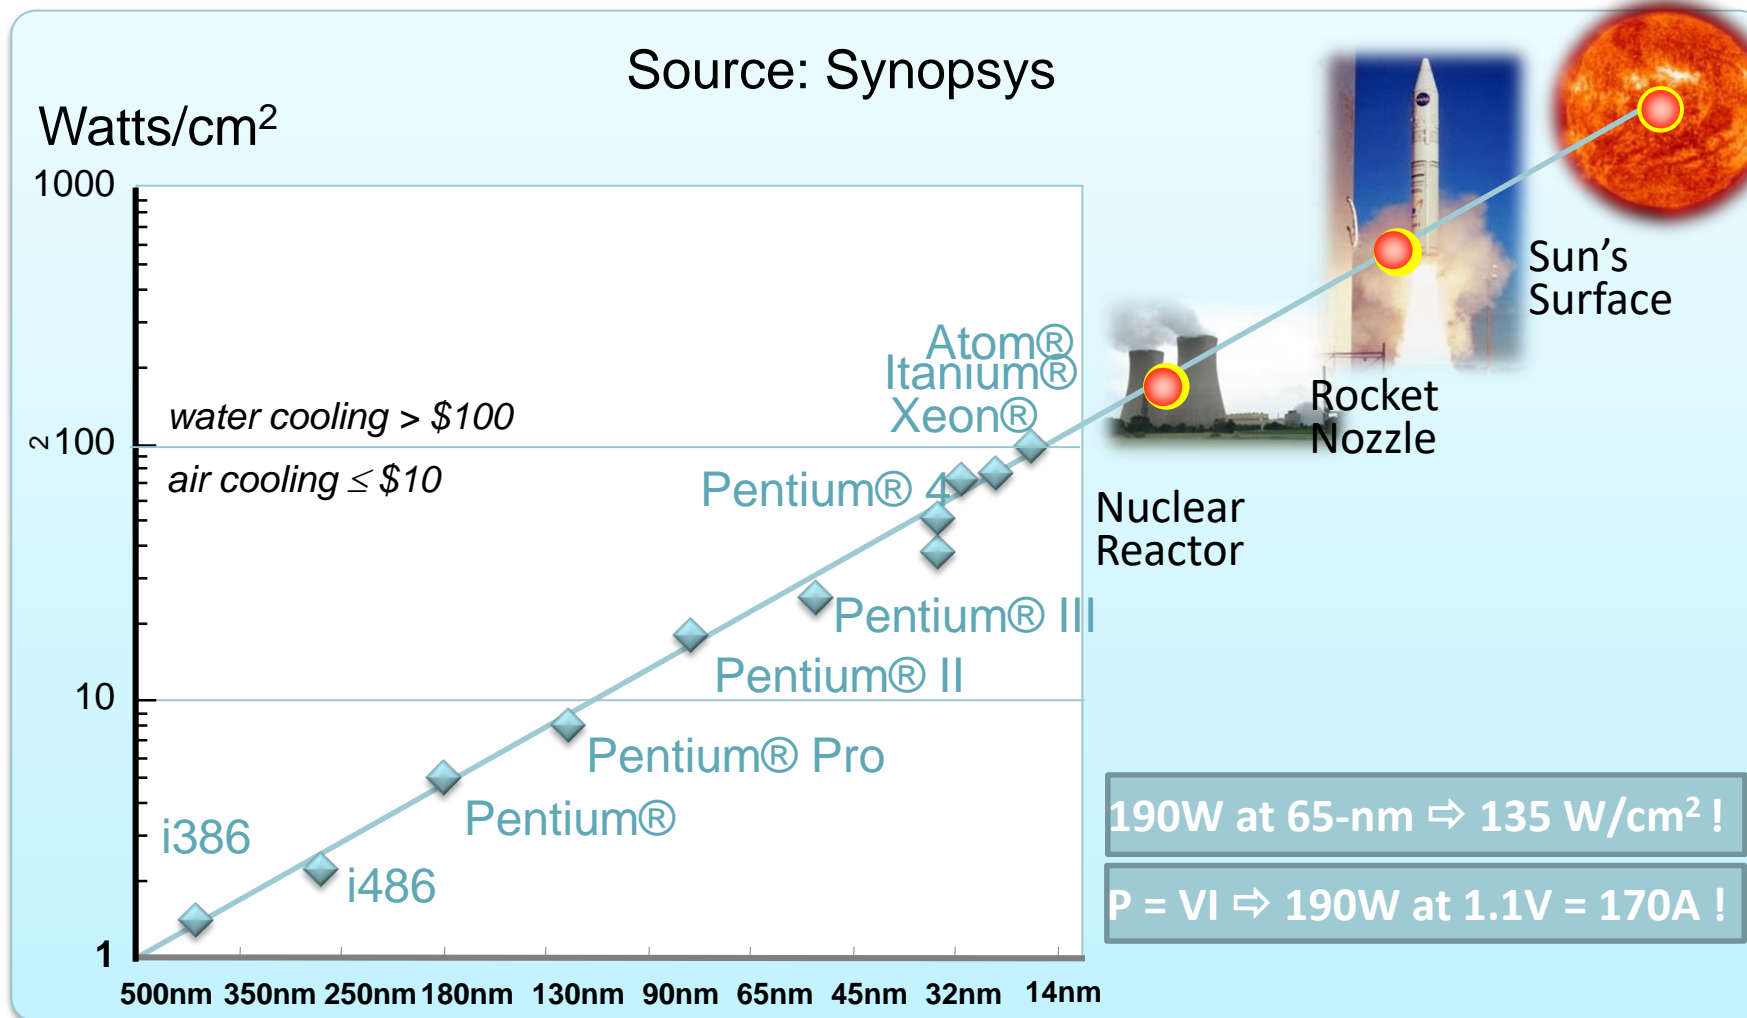 Source: Synopsys
Watts/cm²
1000
Atom®
Itanium®
Xeon®
water cooling > $100
² 100
air cooling ≤ $10
Pentium® 4
Sun's
Surface
Rocket
Nozzle
Nuclear
Reactor
Pentium® III
Pentium® II
10
Pentium® Pro
Pentium®
i386
i486
1
500nm 350nm 250nm 180nm 130nm 90nm 65nm 45nm 32nm 14nm
190W at 65-nm ⇨ 135 W/cm² !
P = VI ⇨ 190W at 1.1V = 170A !